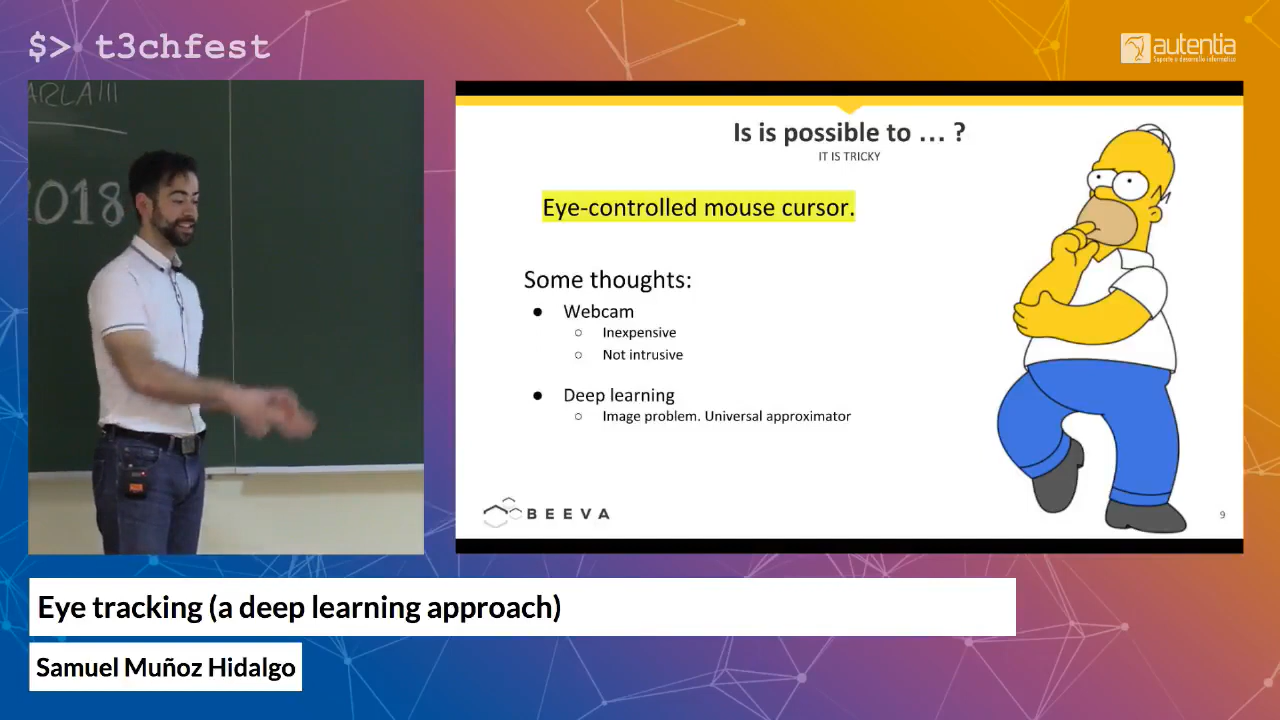 $> t3chfest
autentia
Soporte a desarrollo informático
ARLA!!!
2018
Is is possible to … ?
IT IS TRICKY
Eye-controlled mouse cursor.
Some thoughts:
● Webcam
○ Inexpensive
○ Not intrusive
● Deep learning
○ Image problem. Universal approximator
BEEVA
9
Eye tracking (a deep learning approach)
Samuel Muñoz Hidalgo